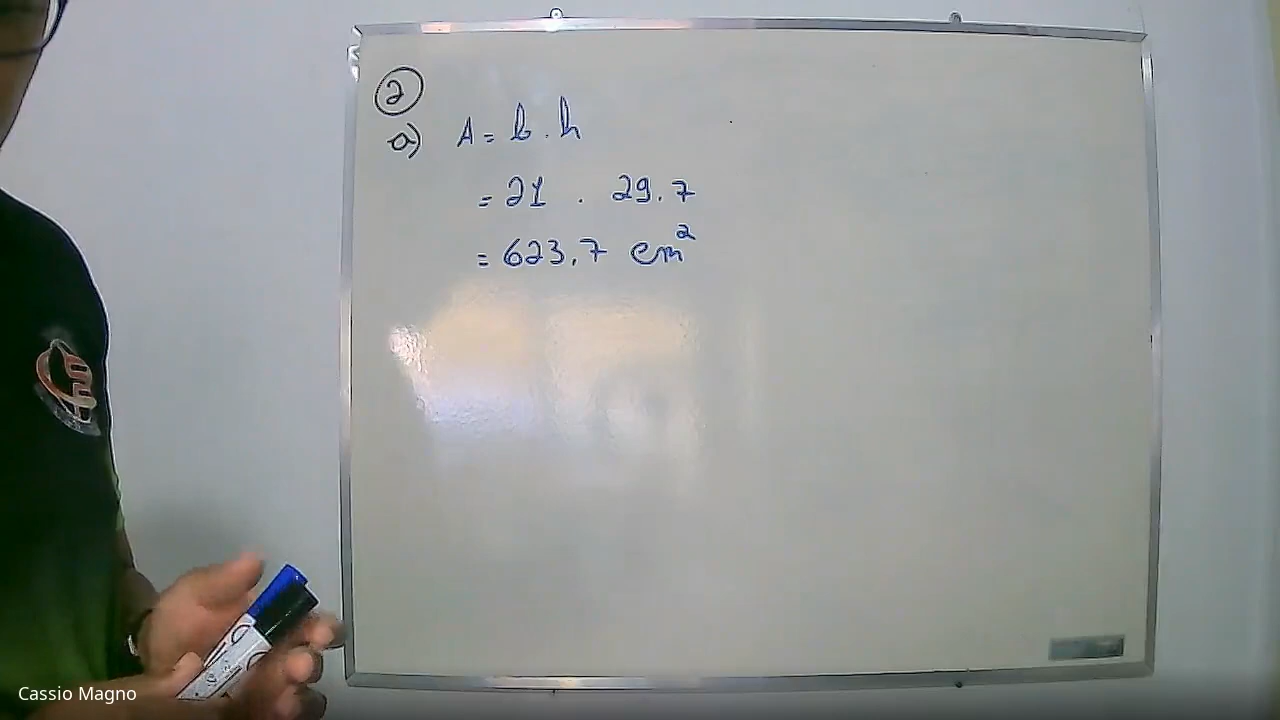 2
a) A = b . h
= 21 . 29.7
= 623,7 cm²
Cassio Magno